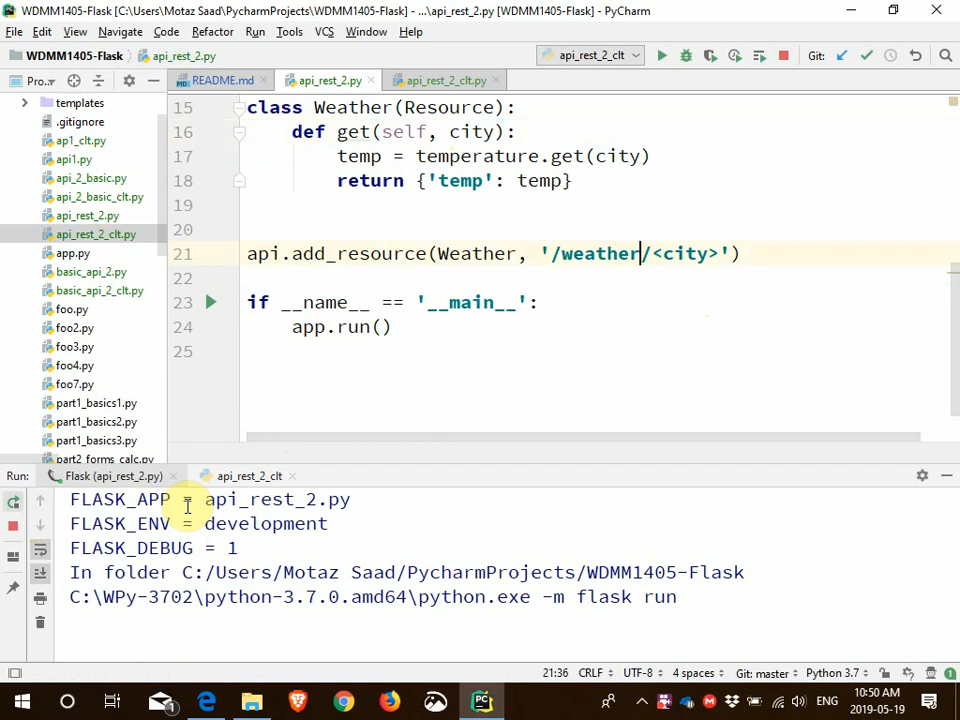 WDMM1405-Flask [C:\Users\Motaz Saad\PycharmProjects\WDMM1405-Flask] - ...\api_rest_2.py [WDMM1405-Flask] - PyCharm
File Edit View Navigate Code Refactor Run Tools VCS Window Help
WDMM1405-Flask api_rest_2.py api_rest_2_clt Git:
Pro.. README.md api_rest_2.py api_rest_2_clt.py
templates
.gitignore
ap1_clt.py
api1.py
api_2_basic.py
api_2_basic_clt.py
api_rest_2.py
api_rest_2_clt.py
app.py
basic_api_2.py
basic_api_2_clt.py
foo.py
foo2.py
foo3.py
foo4.py
foo7.py
part1_basics1.py
part1_basics2.py
part1_basics3.py
part2_forms_calc.py
15 class Weather(Resource):
16 def get(self, city):
17 temp = temperature.get(city)
18 return {'temp': temp}
19
20
21 api.add_resource(Weather, '/weather/<city>')
22
23 if __name__ == '__main__':
24 app.run()
25
Run: Flask (api_rest_2.py) api_rest_2_clt
FLASK_APP = api_rest_2.py
FLASK_ENV = development
FLASK_DEBUG = 1
In folder C:/Users/Motaz Saad/PycharmProjects/WDMM1405-Flask
C:\WPy-3702\python-3.7.0.amd64\python.exe -m flask run
21:36 CRLF UTF-8 4 spaces Git: master Python 3.7
1 ENG 10:50 AM
2019-05-19